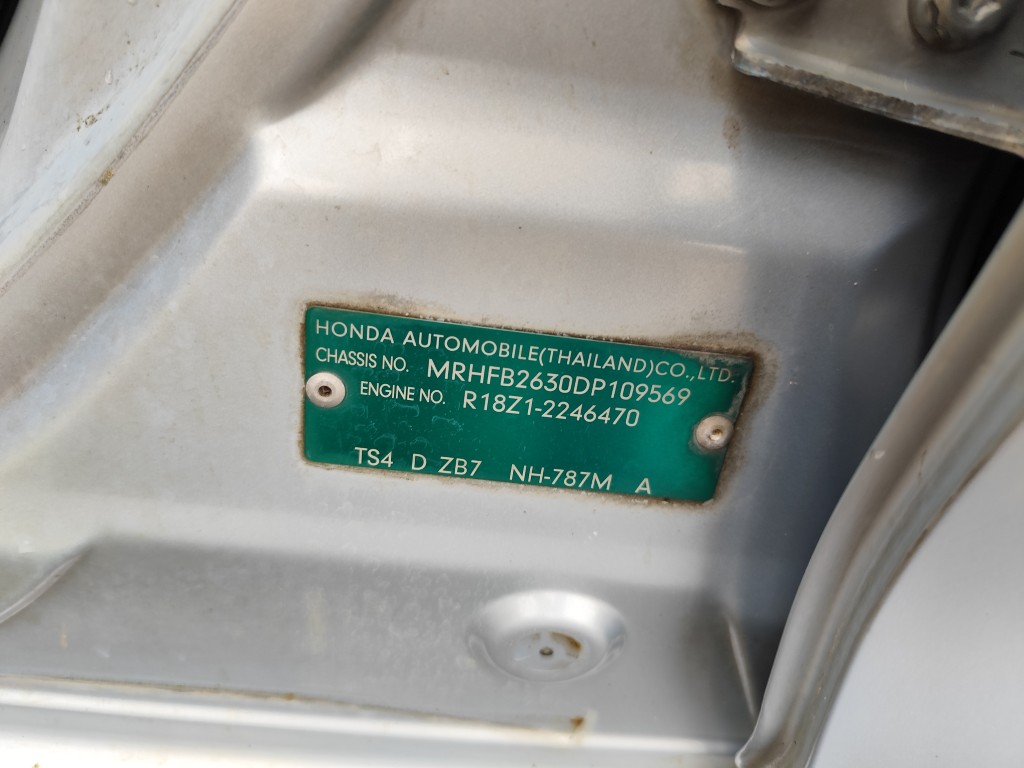 HONDA AUTOMOBILE(THAILAND)CO.,LTD.
CHASSIS NO. MRHFB2630DP109569
ENGINE NO. R18Z1-2246470
TS4 D ZB7 NH-787M A